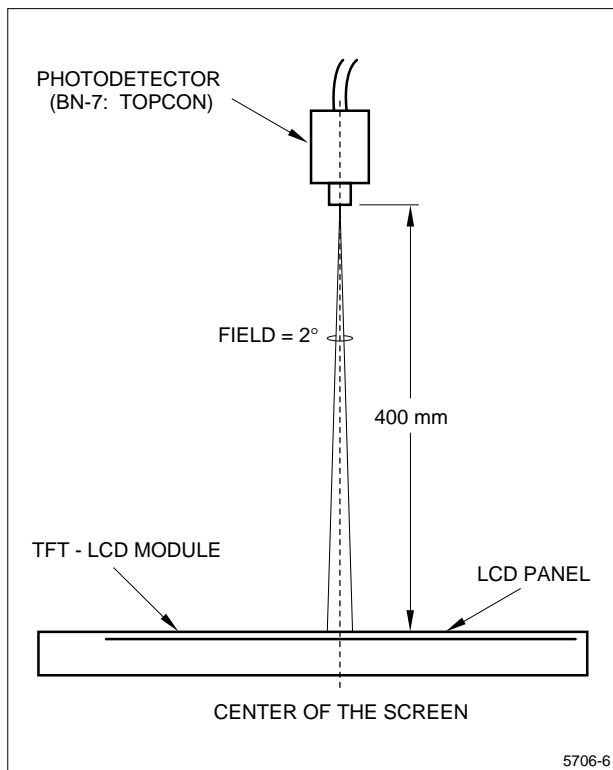 PHOTODETECTOR
(BN-7: TOPCON)
FIELD = 2°
400 mm
TFT - LCD MODULE
LCD PANEL
CENTER OF THE SCREEN
5706-6